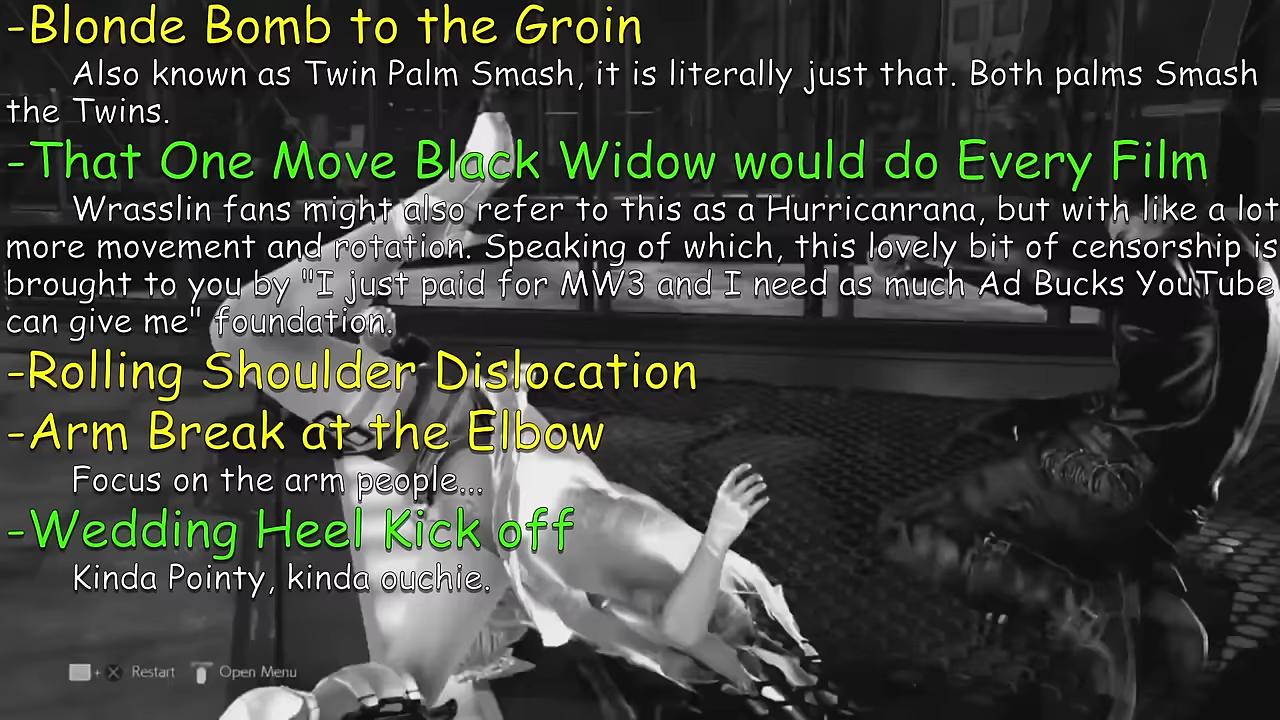 -Blonde Bomb to the Groin
Also known as Twin Palm Smash, it is literally just that. Both palms Smash
the Twins.
-That One Move Black Widow would do Every Film
Wrasslin fans might also refer to this as a Hurricanrana, but with like a lot
more movement and rotation. Speaking of which, this lovely bit of censorship is
brought to you by "I just paid for MW3 and I need as much Ad Bucks YouTube
can give me" foundation.
-Rolling Shoulder Dislocation
-Arm Break at the Elbow
Focus on the arm people...
-Wedding Heel Kick off
Kinda Pointy, kinda ouchie.
+ Restart Open Menu